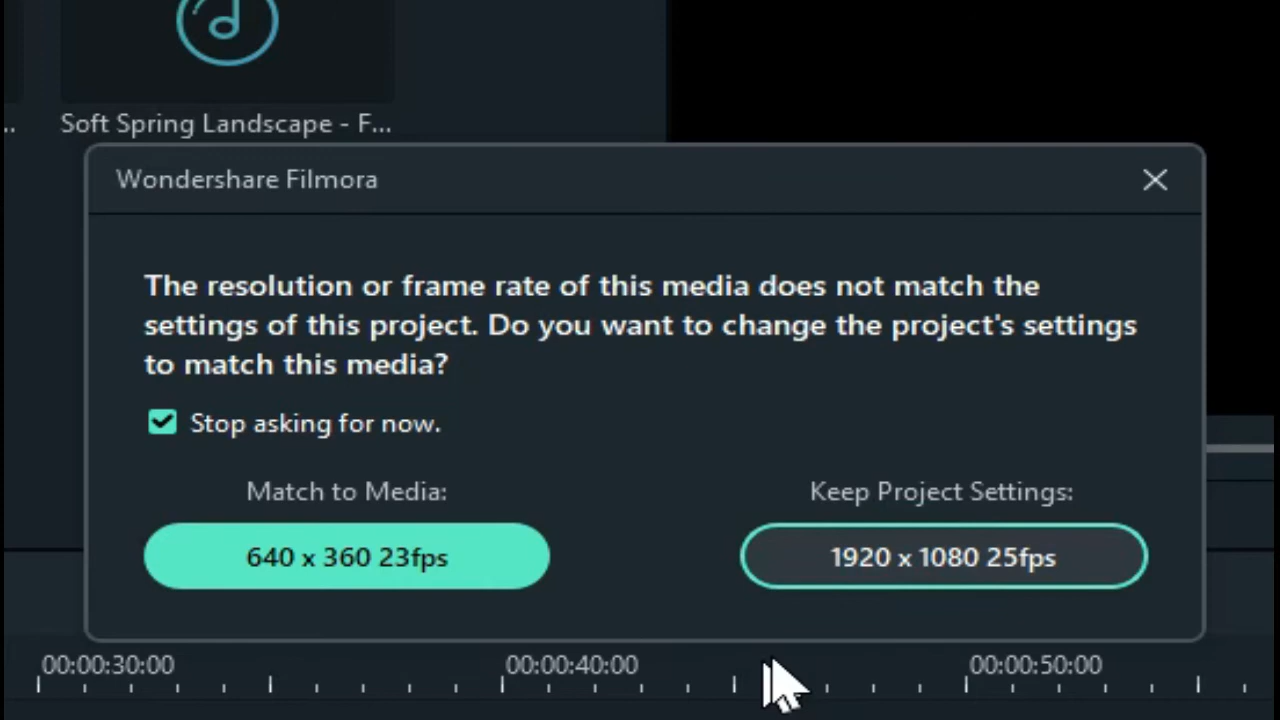 ..
Soft Spring Landscape - F...
Wondershare Filmora
The resolution or frame rate of this media does not match the
settings of this project. Do you want to change the project's settings
to match this media?
Stop asking for now.
Match to Media:
Keep Project Settings:
640 x 360 23fps
1920 x 1080 25fps
00:00:30:00
00:00:40:00
00:00:50:00